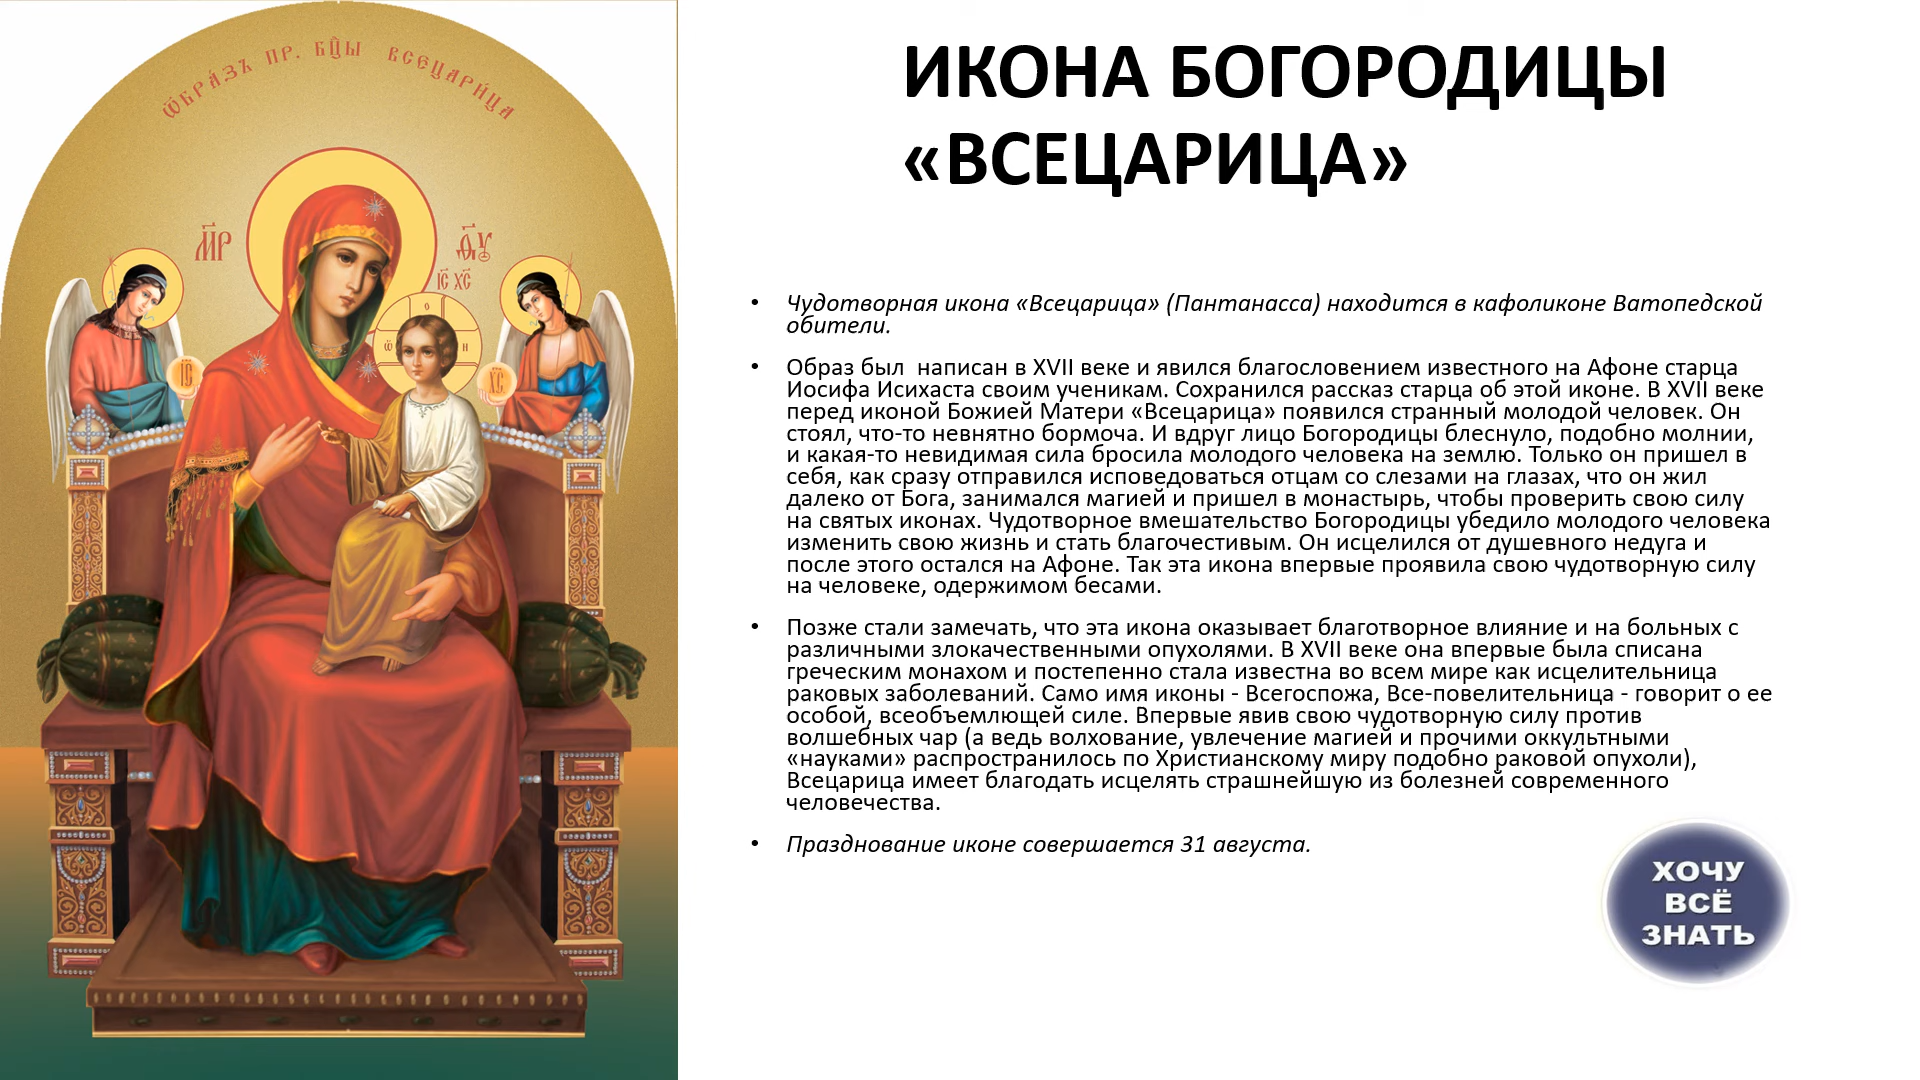 ѠБРА́ЗЪ ПР. БЦ҃Ы ВСЕЦАРИ́ЦА
М҃Р Ѳ҃У
І҃С Х҃С
О
Ѡ Н
І҃С Х҃С
ИКОНА БОГОРОДИЦЫ
«ВСЕЦАРИЦА»
• Чудотворная икона «Всецарица» (Пантанасса) находится в кафоликоне Ватопедской
обители.
• Образ был  написан в XVII веке и явился благословением известного на Афоне старца
Иосифа Исихаста своим ученикам. Сохранился рассказ старца об этой иконе. В XVII веке
перед иконой Божией Матери «Всецарица» появился странный молодой человек. Он
стоял, что-то невнятно бормоча. И вдруг лицо Богородицы блеснуло, подобно молнии,
и какая-то невидимая сила бросила молодого человека на землю. Только он пришел в
себя, как сразу отправился исповедоваться отцам со слезами на глазах, что он жил
далеко от Бога, занимался магией и пришел в монастырь, чтобы проверить свою силу
на святых иконах. Чудотворное вмешательство Богородицы убедило молодого человека
изменить свою жизнь и стать благочестивым. Он исцелился от душевного недуга и
после этого остался на Афоне. Так эта икона впервые проявила свою чудотворную силу
на человеке, одержимом бесами.
• Позже стали замечать, что эта икона оказывает благотворное влияние и на больных с
различными злокачественными опухолями. В XVII веке она впервые была списана
греческим монахом и постепенно стала известна во всем мире как исцелительница
раковых заболеваний. Само имя иконы - Всегоспожа, Все-повелительница - говорит о ее
особой, всеобъемлющей силе. Впервые явив свою чудотворную силу против
волшебных чар (а ведь волхование, увлечение магией и прочими оккультными
«науками» распространилось по Христианскому миру подобно раковой опухоли),
Всецарица имеет благодать исцелять страшнейшую из болезней современного
человечества.
• Празднование иконе совершается 31 августа.
ХОЧУ
ВСЁ
ЗНАТЬ